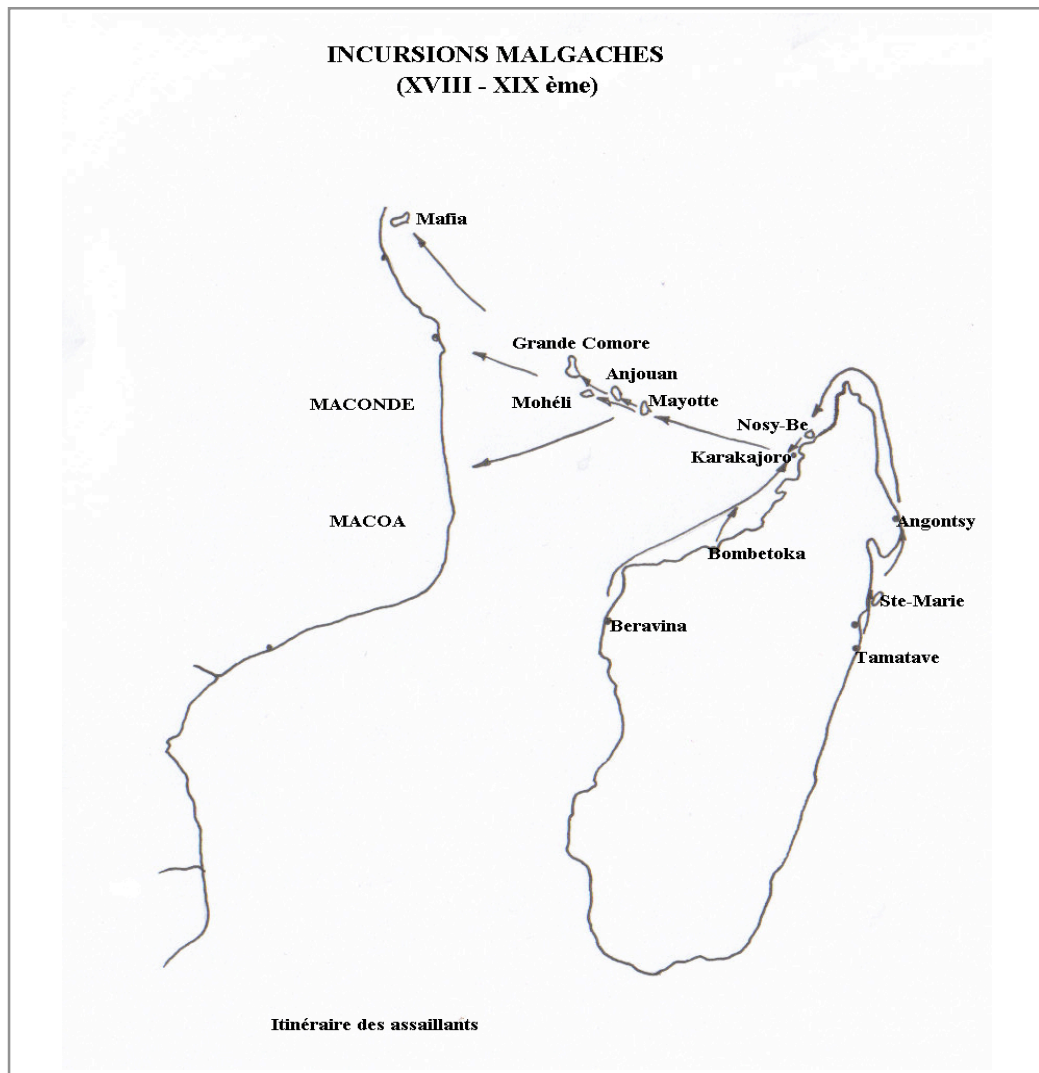 INCURSIONS MALGACHES
(XVIII - XIX ème)
Mafia
Grande Comore
Anjouan
MACONDE
Mohéli
Mayotte
Nosy-Be
Karakajoro
MACOA
Angontsy
Bombetoka
Ste-Marie
Beravina
Tamatave
Itinéraire des assaillants